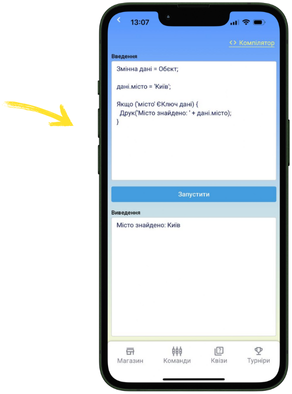 13:07
<> Компілятор
Введення
Змінна дані = Обєкт;
дані.місто = 'Київ';
Якщо ('місто' ЄКлюч дані) {
Друк('Місто знайдено: ' + дані.місто);
}
Запустити
Виведення
Місто знайдено: Київ
Магазин Команди Квізи Турніри